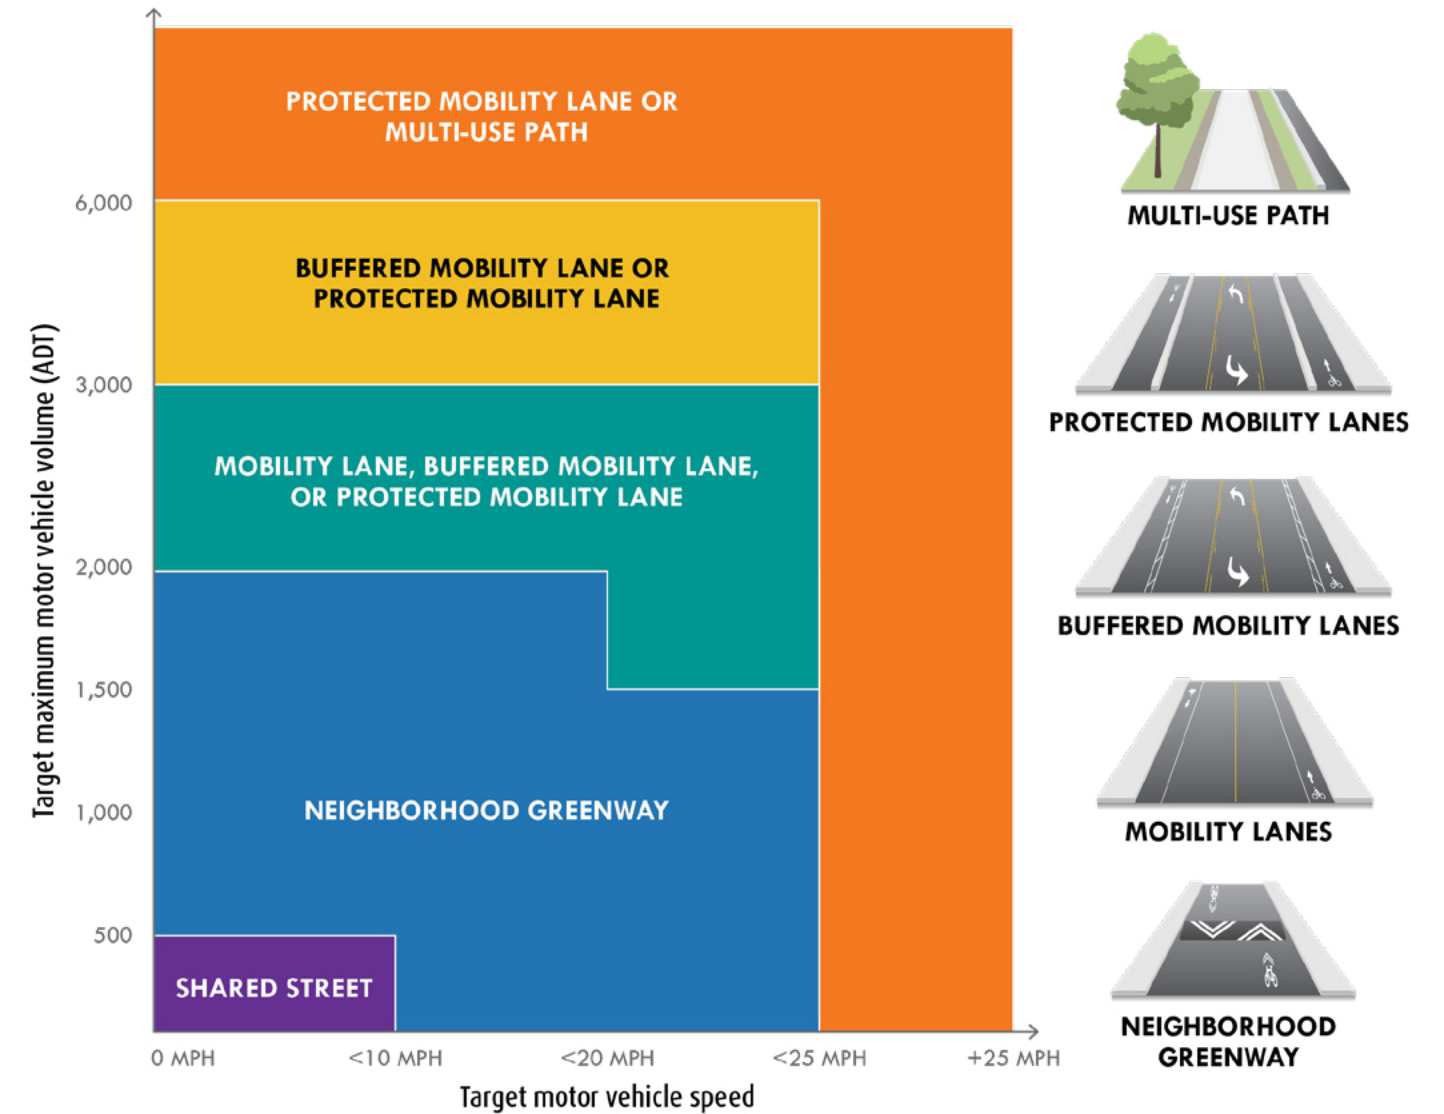 PROTECTED MOBILITY LANE OR
MULTI-USE PATH
6,000
BUFFERED MOBILITY LANE OR
PROTECTED MOBILITY LANE
3,000
MOBILITY LANE, BUFFERED MOBILITY LANE,
OR PROTECTED MOBILITY LANE
2,000
1,500
NEIGHBORHOOD GREENWAY
1,000
500
SHARED STREET
0 MPH
<10 MPH
<20 MPH
<25 MPH
+25 MPH
Target motor vehicle speed
Target maximum motor vehicle volume (ADT)
MULTI-USE PATH
PROTECTED MOBILITY LANES
BUFFERED MOBILITY LANES
MOBILITY LANES
NEIGHBORHOOD
GREENWAY